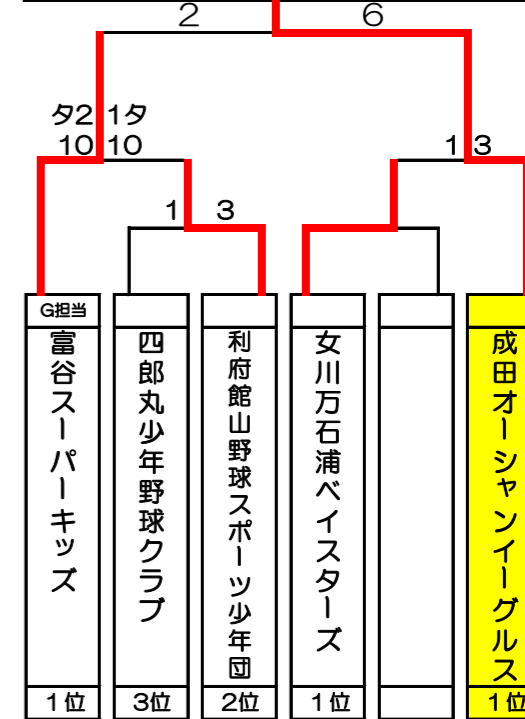 2 6
タ2 1タ
10 10
1 3
1 3
G担当
富谷スーパーキッズ
1位
四郎丸少年野球クラブ
3位
利府館山野球スポーツ少年団
2位
女川万石浦ベイスターズ
1位
成田オーシャンイーグルス
1位